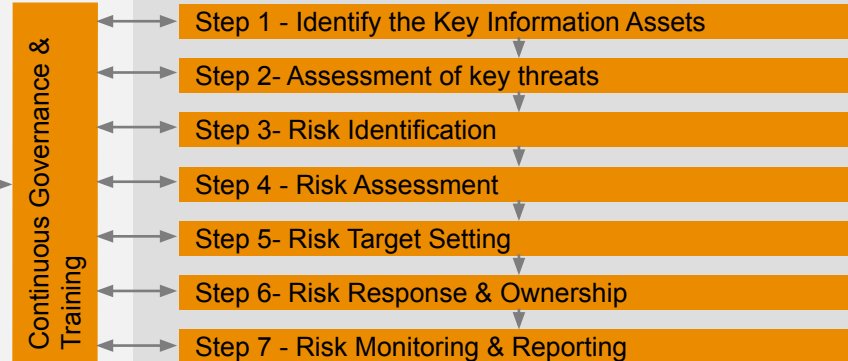 Continuous Governance &
Training
Step 1 - Identify the Key Information Assets
Step 2- Assessment of key threats
Step 3- Risk Identification
Step 4 - Risk Assessment
Step 5- Risk Target Setting
Step 6- Risk Response & Ownership
Step 7 - Risk Monitoring & Reporting